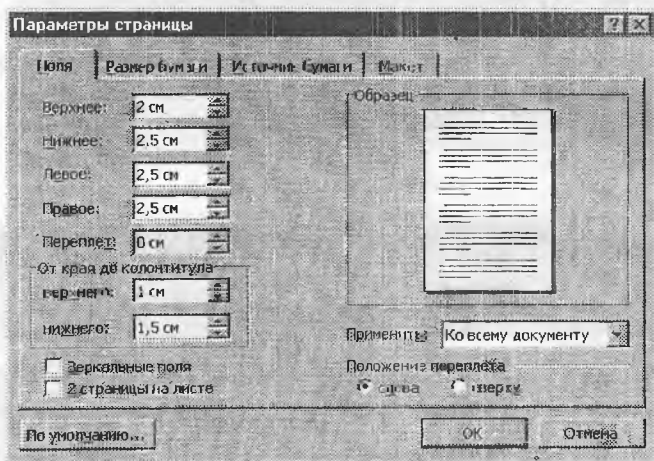 Параметры страницы
Поля Размер бумаги Источник бумаги Макет
Верхнее: 2 см
Нижнее: 2,5 см
Левое: 2,5 см
Правое: 2,5 см
Переплет: 0 см
От края до колонтитула
верхнего: 1 см
нижнего: 1,5 см
Зеркальные поля
2 страницы на листе
Образец
Применить: Ко всему документу
Положение переплета
слева сверху
По умолчанию... ОК Отмена